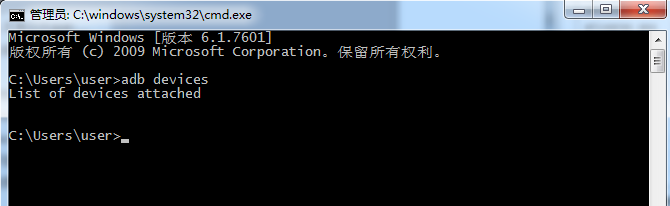 管理员: C:\windows\system32\cmd.exe
Microsoft Windows [版本 6.1.7601]
版权所有 (c) 2009 Microsoft Corporation。保留所有权利。
C:\Users\user>adb devices
List of devices attached
C:\Users\user>